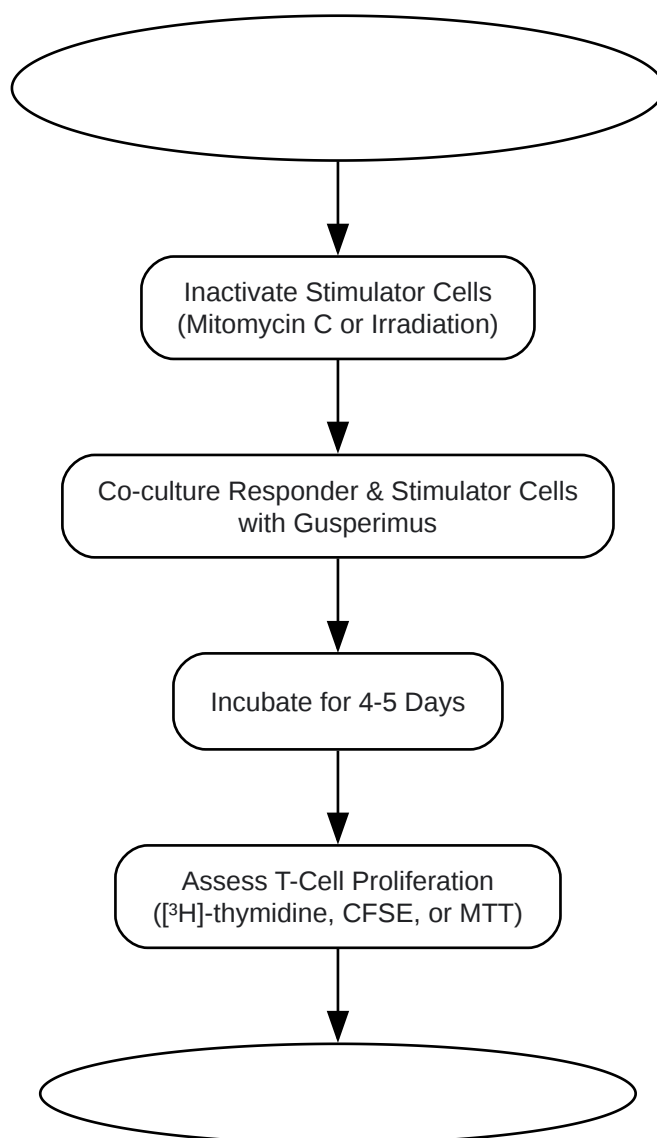 Inactivate Stimulator Cells
(Mitomycin C or Irradiation)
Co-culture Responder & Stimulator Cells
with Gusperimus
Incubate for 4-5 Days
Assess T-Cell Proliferation
([³H]-thymidine, CFSE, or MTT)